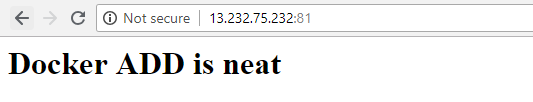 Not secure | 13.232.75.232:81
Docker ADD is neat